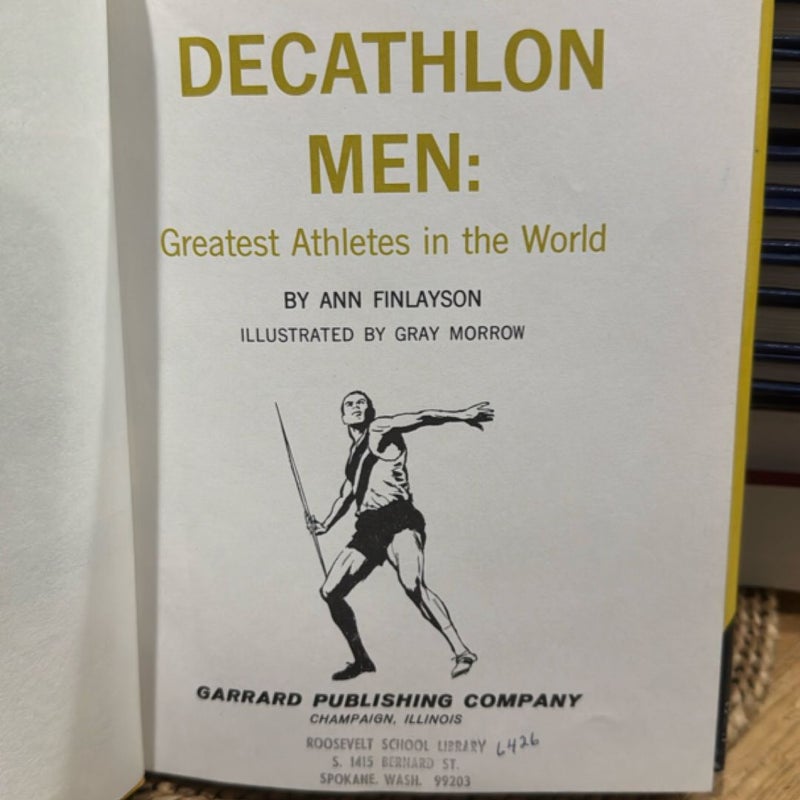 DECATHLON
MEN:
Greatest Athletes in the World
BY ANN FINLAYSON
ILLUSTRATED BY GRAY MORROW
GARRARD PUBLISHING COMPANY
CHAMPAIGN, ILLINOIS
ROOSEVELT SCHOOL LIBRARY 6426
S. 1415 BERNARD ST.
SPOKANE, WASH. 99203